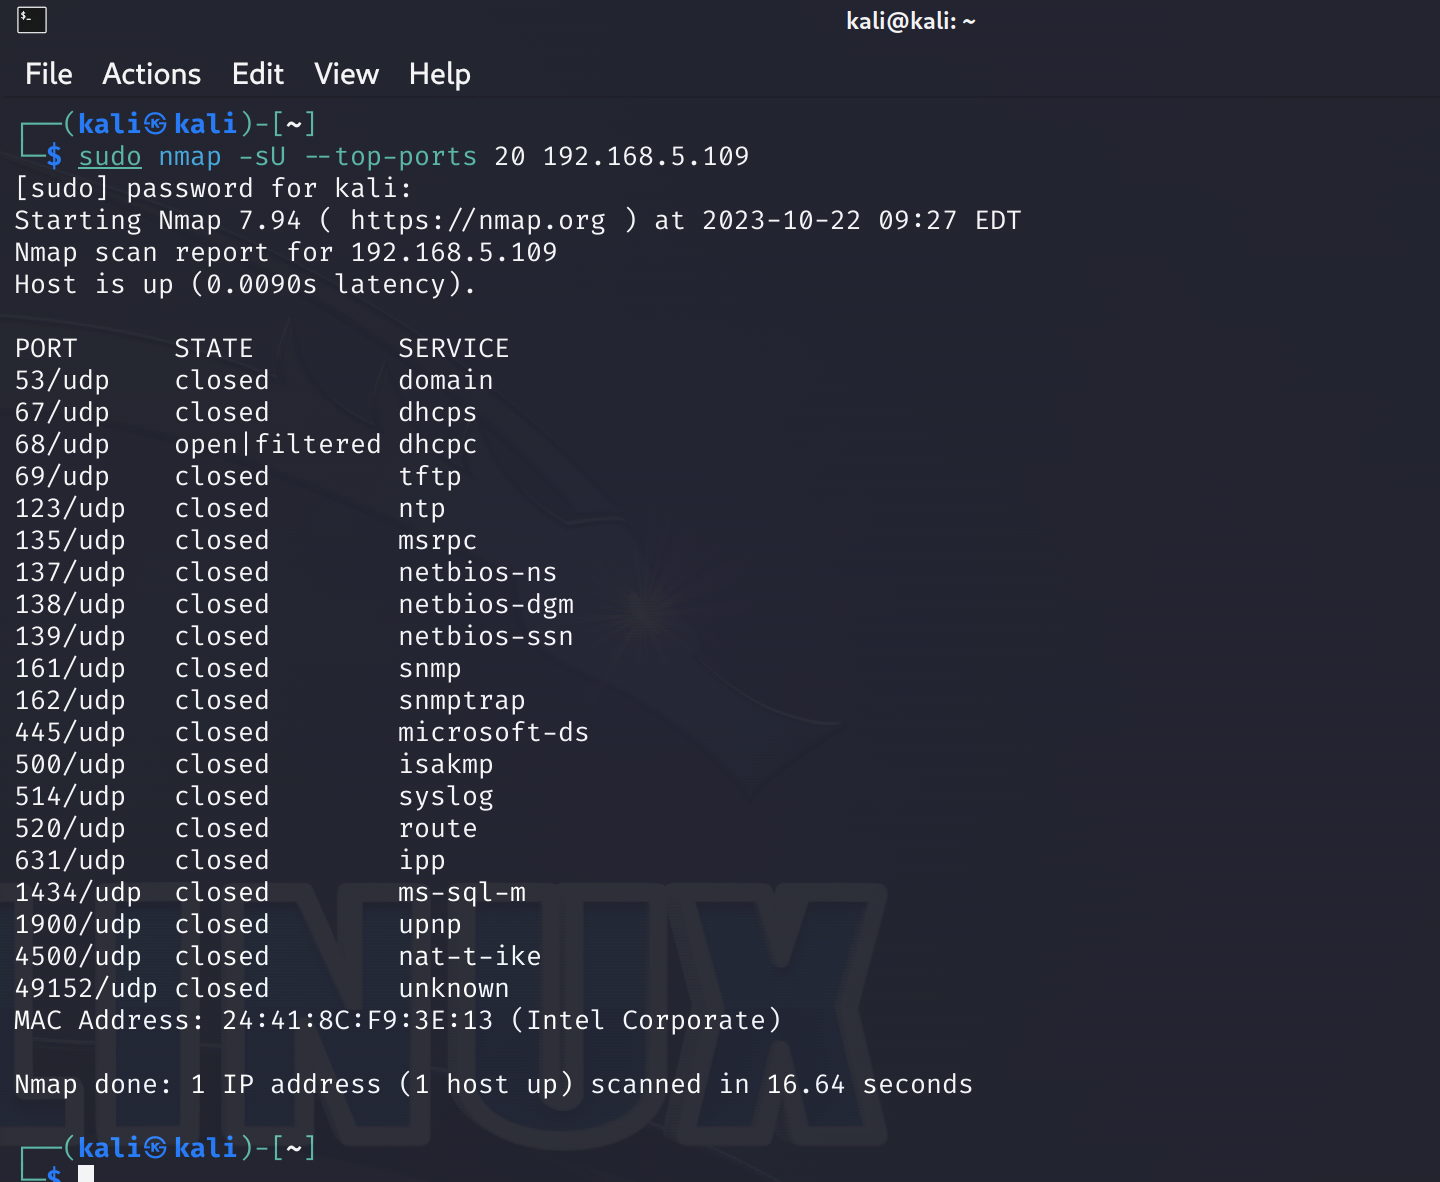 kali@kali: ~
File Actions Edit View Help
(kali㉿kali)-[~]
$ sudo nmap -sU --top-ports 20 192.168.5.109
[sudo] password for kali:
Starting Nmap 7.94 ( https://nmap.org ) at 2023-10-22 09:27 EDT
Nmap scan report for 192.168.5.109
Host is up (0.0090s latency).
PORT STATE SERVICE
53/udp closed domain
67/udp closed dhcps
68/udp open|filtered dhcpc
69/udp closed tftp
123/udp closed ntp
135/udp closed msrpc
137/udp closed netbios-ns
138/udp closed netbios-dgm
139/udp closed netbios-ssn
161/udp closed snmp
162/udp closed snmptrap
445/udp closed microsoft-ds
500/udp closed isakmp
514/udp closed syslog
520/udp closed route
631/udp closed ipp
1434/udp closed ms-sql-m
1900/udp closed upnp
4500/udp closed nat-t-ike
49152/udp closed unknown
MAC Address: 24:41:8C:F9:3E:13 (Intel Corporate)
Nmap done: 1 IP address (1 host up) scanned in 16.64 seconds
(kali㉿kali)-[~]
$
LINUX